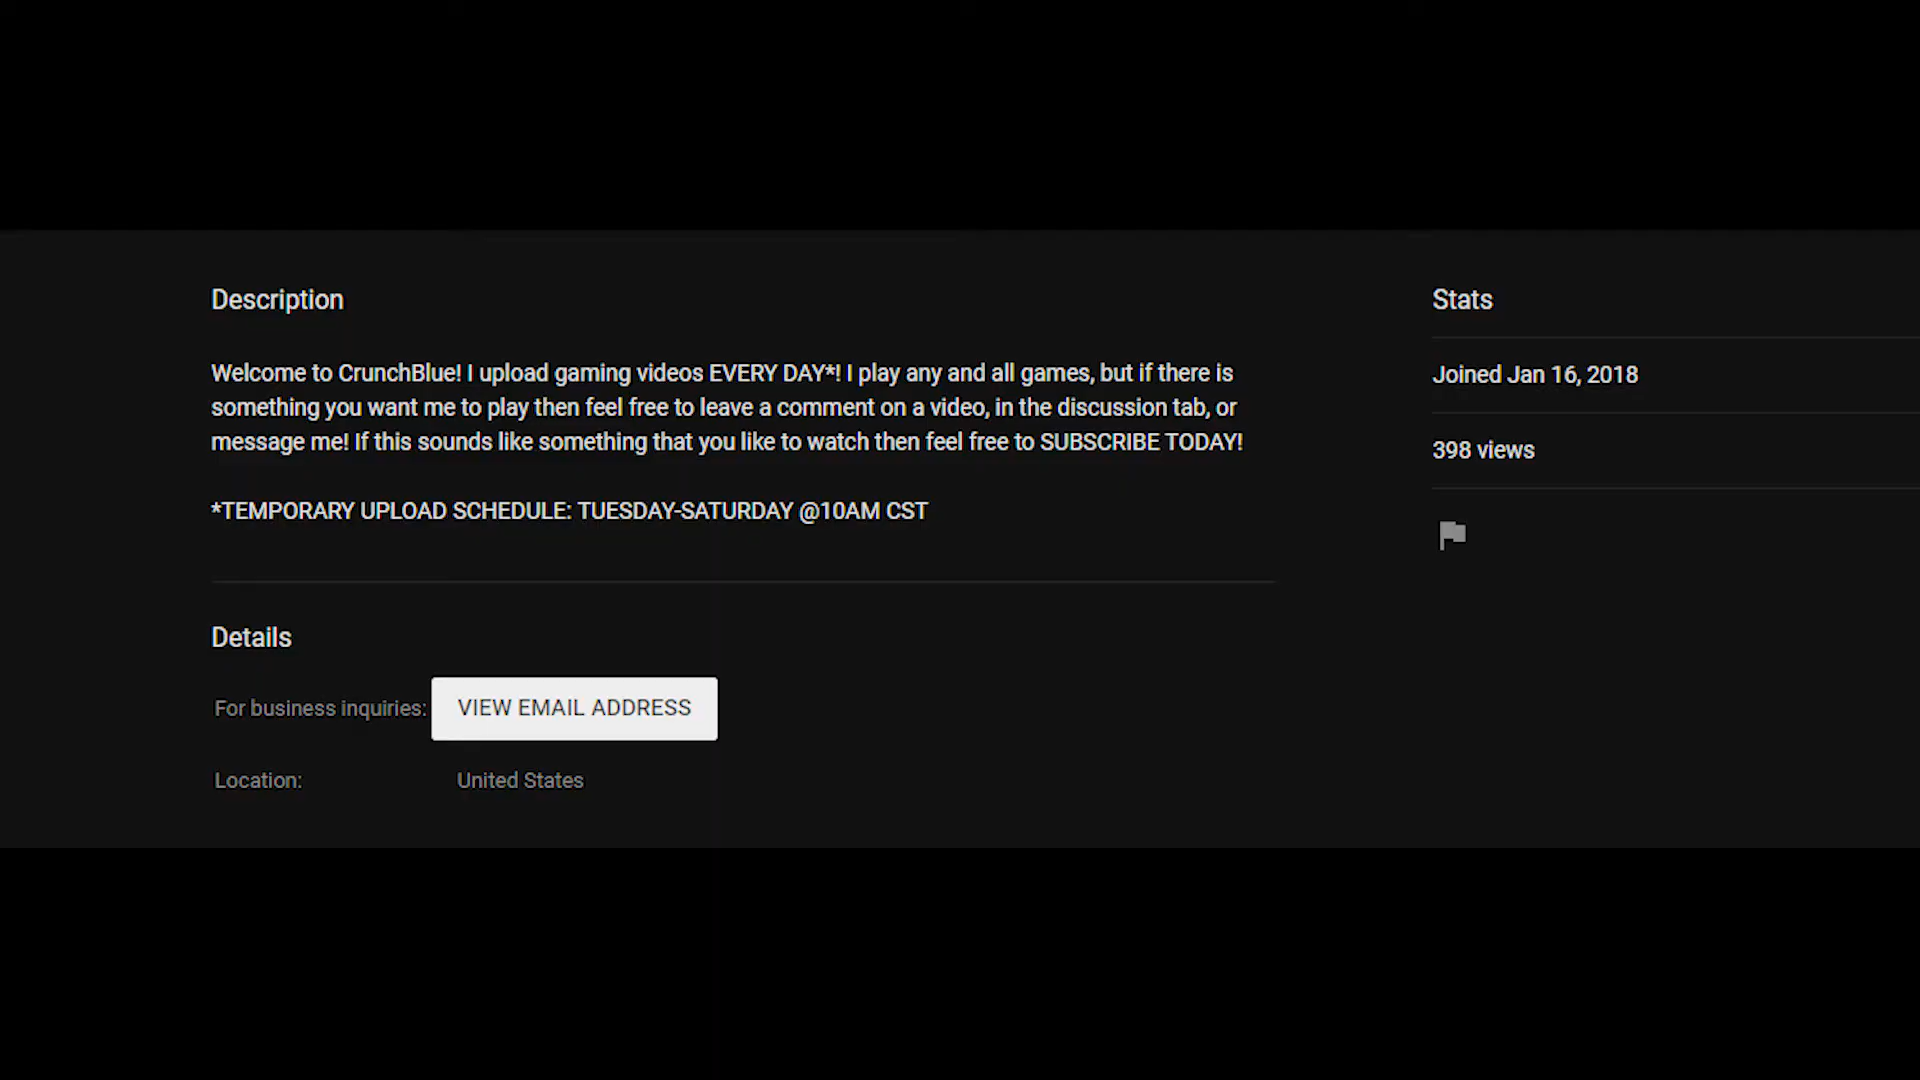 Description
Welcome to CrunchBlue! I upload gaming videos EVERY DAY*! I play any and all games, but if there is
something you want me to play then feel free to leave a comment on a video, in the discussion tab, or
message me! If this sounds like something that you like to watch then feel free to SUBSCRIBE TODAY!
*TEMPORARY UPLOAD SCHEDULE: TUESDAY-SATURDAY @10AM CST
Details
For business inquiries: VIEW EMAIL ADDRESS
Location: United States
Stats
Joined Jan 16, 2018
398 views